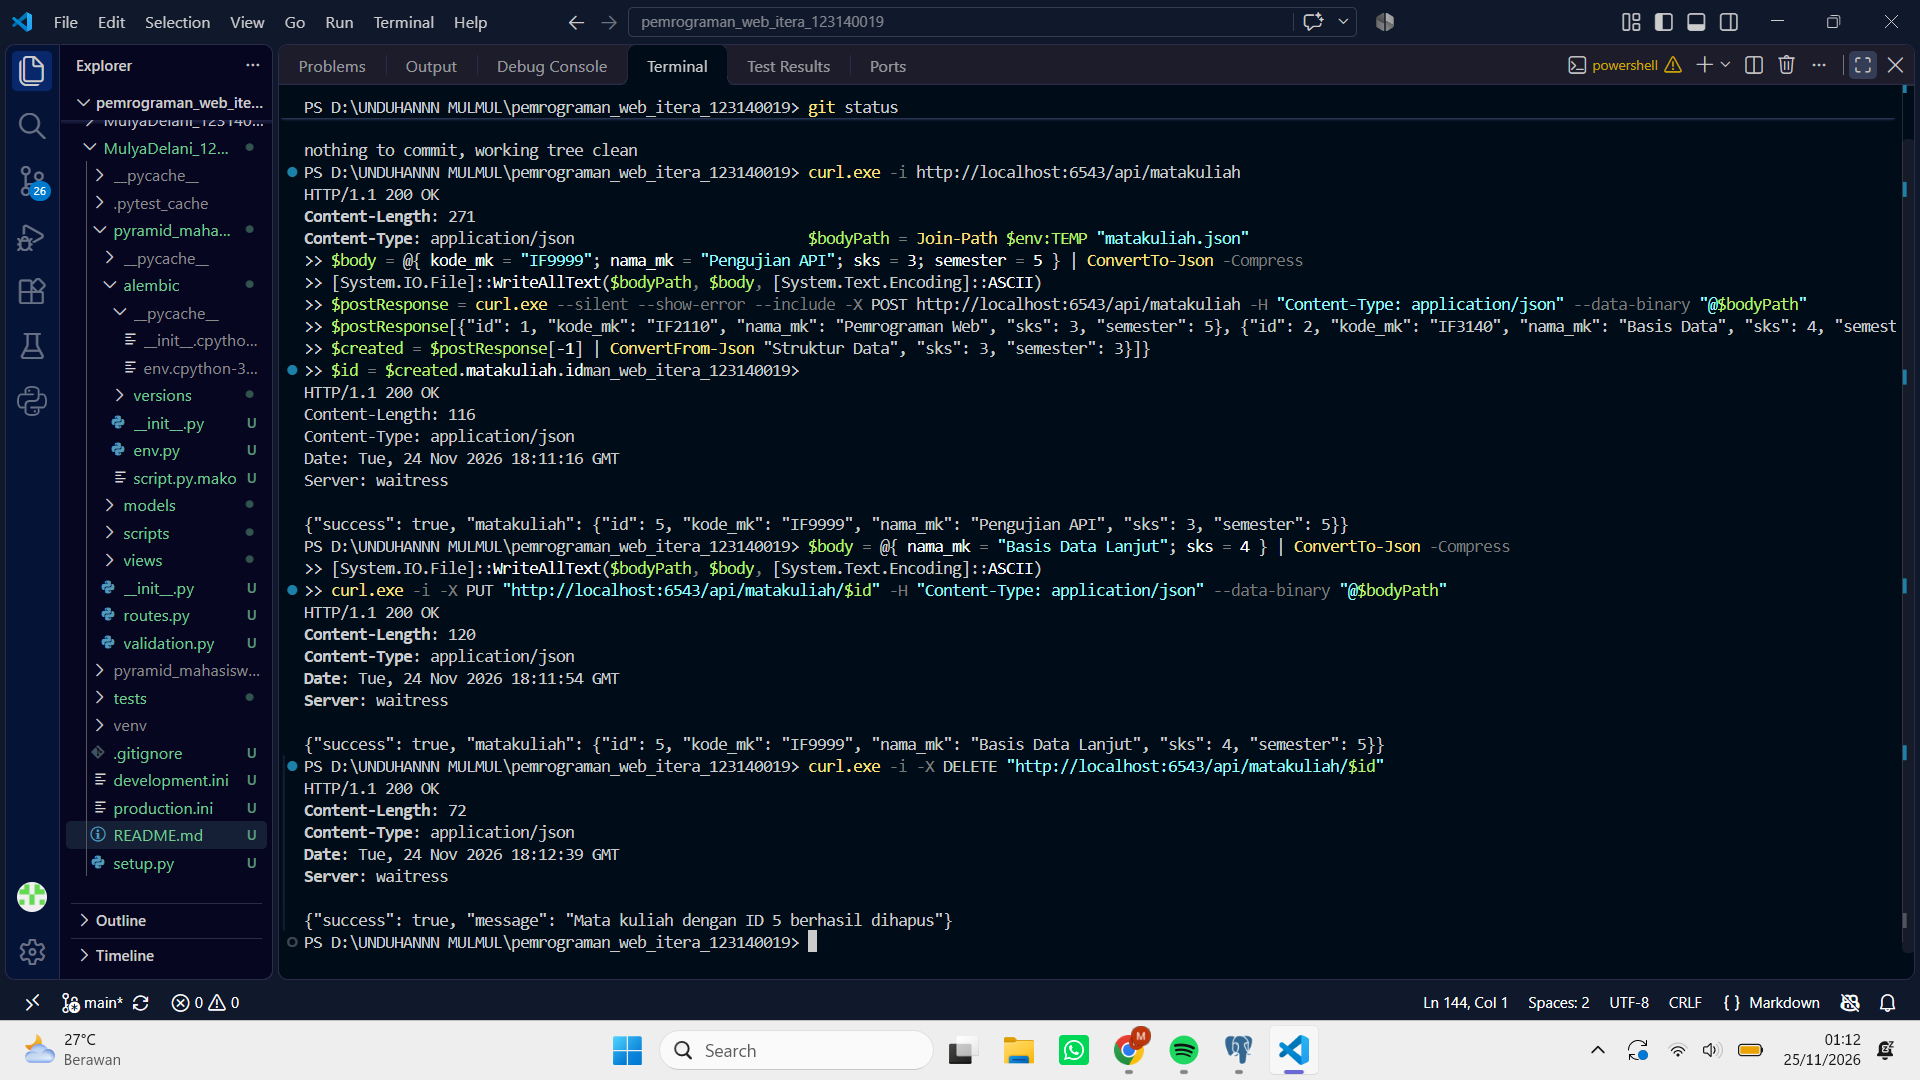 File Edit Selection View Go Run Terminal Help
pemrograman_web_itera_123140019
Explorer
pemrograman_web_ite...
MulyaDelani_123140...
MulyaDelani_12...
__pycache__
.pytest_cache
pyramid_maha...
__pycache__
alembic
__pycache__
__init__.cpytho...
env.cpython-3...
versions
__init__.py U
env.py U
script.py.mako U
models
scripts
views
__init__.py U
routes.py U
validation.py U
pyramid_mahasisw...
tests
venv
.gitignore U
development.ini U
production.ini U
README.md U
setup.py U
Outline
Timeline
26
Problems Output Debug Console Terminal Test Results Ports
powershell
PS D:\UNDUHANNN MULMUL\pemrograman_web_itera_123140019> git status
nothing to commit, working tree clean
PS D:\UNDUHANNN MULMUL\pemrograman_web_itera_123140019> curl.exe -i http://localhost:6543/api/matakuliah
HTTP/1.1 200 OK
Content-Length: 271
Content-Type: application/json $bodyPath = Join-Path $env:TEMP "matakuliah.json"
>> $body = @{ kode_mk = "IF9999"; nama_mk = "Pengujian API"; sks = 3; semester = 5 } | ConvertTo-Json -Compress
>> [System.IO.File]::WriteAllText($bodyPath, $body, [System.Text.Encoding]::ASCII)
>> $postResponse = curl.exe --silent --show-error --include -X POST http://localhost:6543/api/matakuliah -H "Content-Type: application/json" --data-binary "@$bodyPath"
>> $postResponse[{"id": 1, "kode_mk": "IF2110", "nama_mk": "Pemrograman Web", "sks": 3, "semester": 5}, {"id": 2, "kode_mk": "IF3140", "nama_mk": "Basis Data", "sks": 4, "semest
>> $created = $postResponse[-1] | ConvertFrom-Json "Struktur Data", "sks": 3, "semester": 3}]}
>> $id = $created.matakuliah.idman_web_itera_123140019>
HTTP/1.1 200 OK
Content-Length: 116
Content-Type: application/json
Date: Tue, 24 Nov 2026 18:11:16 GMT
Server: waitress
{"success": true, "matakuliah": {"id": 5, "kode_mk": "IF9999", "nama_mk": "Pengujian API", "sks": 3, "semester": 5}}
PS D:\UNDUHANNN MULMUL\pemrograman_web_itera_123140019> $body = @{ nama_mk = "Basis Data Lanjut"; sks = 4 } | ConvertTo-Json -Compress
>> [System.IO.File]::WriteAllText($bodyPath, $body, [System.Text.Encoding]::ASCII)
>> curl.exe -i -X PUT "http://localhost:6543/api/matakuliah/$id" -H "Content-Type: application/json" --data-binary "@$bodyPath"
HTTP/1.1 200 OK
Content-Length: 120
Content-Type: application/json
Date: Tue, 24 Nov 2026 18:11:54 GMT
Server: waitress
{"success": true, "matakuliah": {"id": 5, "kode_mk": "IF9999", "nama_mk": "Basis Data Lanjut", "sks": 4, "semester": 5}}
PS D:\UNDUHANNN MULMUL\pemrograman_web_itera_123140019> curl.exe -i -X DELETE "http://localhost:6543/api/matakuliah/$id"
HTTP/1.1 200 OK
Content-Length: 72
Content-Type: application/json
Date: Tue, 24 Nov 2026 18:12:39 GMT
Server: waitress
{"success": true, "message": "Mata kuliah dengan ID 5 berhasil dihapus"}
PS D:\UNDUHANNN MULMUL\pemrograman_web_itera_123140019>
main* 0 0
Ln 144, Col 1 Spaces: 2 UTF-8 CRLF { } Markdown
27°C
Berawan
Search
M
01:12
25/11/2026